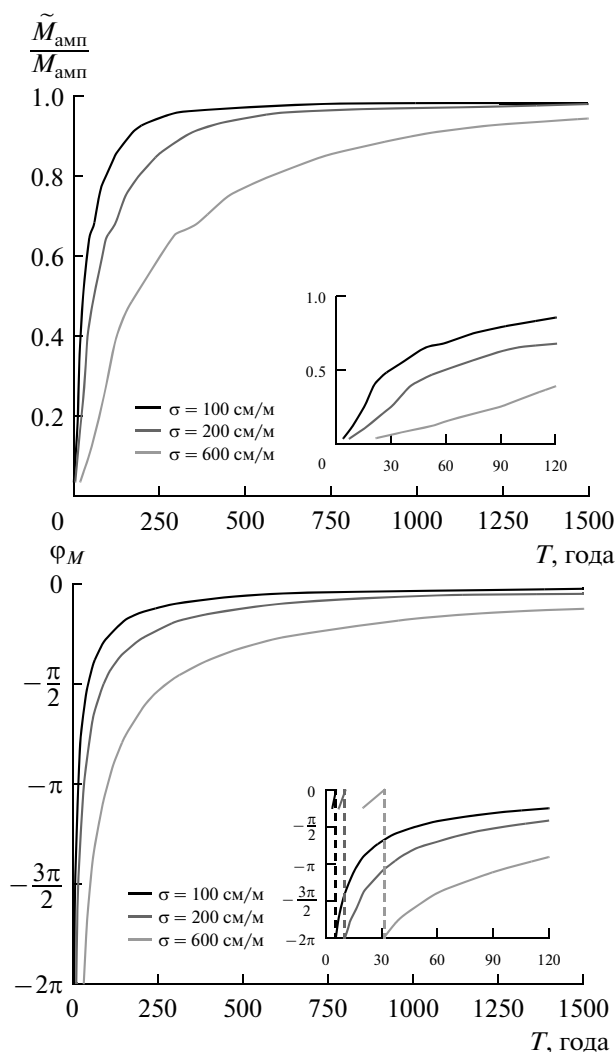 M̃амп
Mамп
1.0
0.8
0.6
0.4
0.2
0
250
500
750
1000
1250
1500
T, года
σ = 100 см/м
σ = 200 см/м
σ = 600 см/м
1.0
0.5
0
30
60
90
120
φM
0
−π/2
−π
−3π/2
−2π
0
250
500
750
1000
1250
1500
T, года
σ = 100 см/м
σ = 200 см/м
σ = 600 см/м
0
−π/2
−π
−3π/2
−2π
0
30
60
90
120